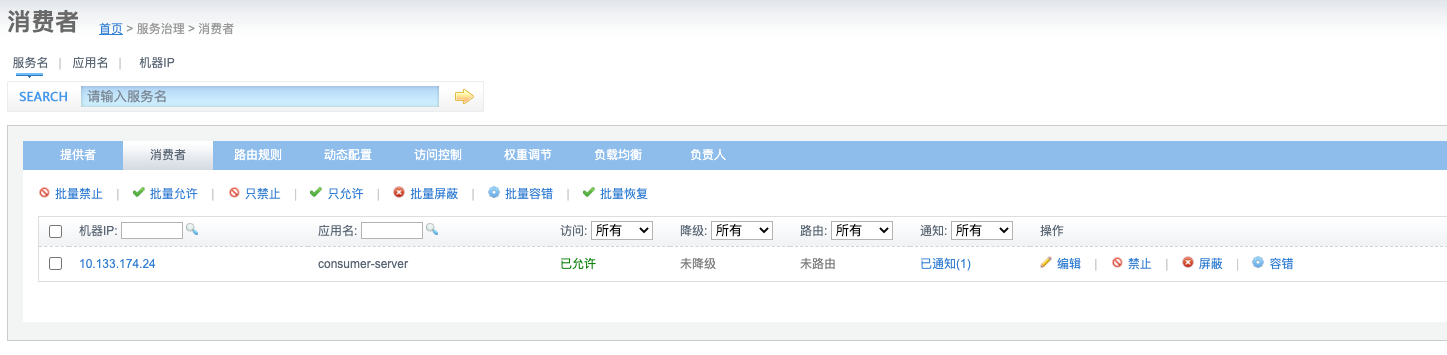 消费者 首页 > 服务治理 > 消费者
服务名 | 应用名 | 机器IP
SEARCH 请输入服务名
提供者 消费者 路由规则 动态配置 访问控制 权重调节 负载均衡 负责人
批量禁止 | 批量允许 | 只禁止 | 只允许 | 批量屏蔽 | 批量容错 | 批量恢复
机器IP: 应用名: 访问: 所有 降级: 所有 路由: 所有 通知: 所有 操作
10.133.174.24 consumer-server 已允许 未降级 未路由 已通知(1) 编辑 | 禁止 | 屏蔽 | 容错